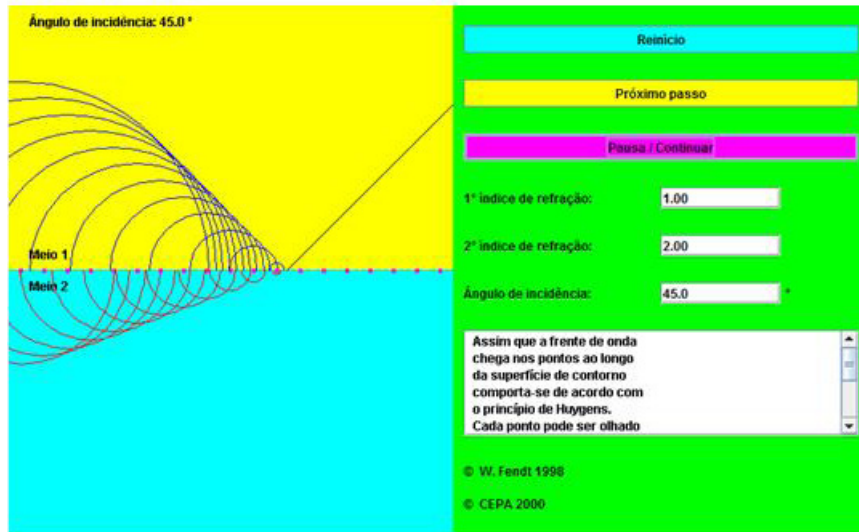 Ângulo de incidência: 45.0 °
Meio 1
Meio 2
Reinício
Próximo passo
Pausa / Continuar
1° índice de refração: 1.00
2° índice de refração: 2.00
Ângulo de incidência: 45.0 °
Assim que a frente de onda
chega nos pontos ao longo
da superfície de contorno
comporta-se de acordo com
o princípio de Huygens.
Cada ponto pode ser olhado
© W. Fendt 1998
© CEPA 2000